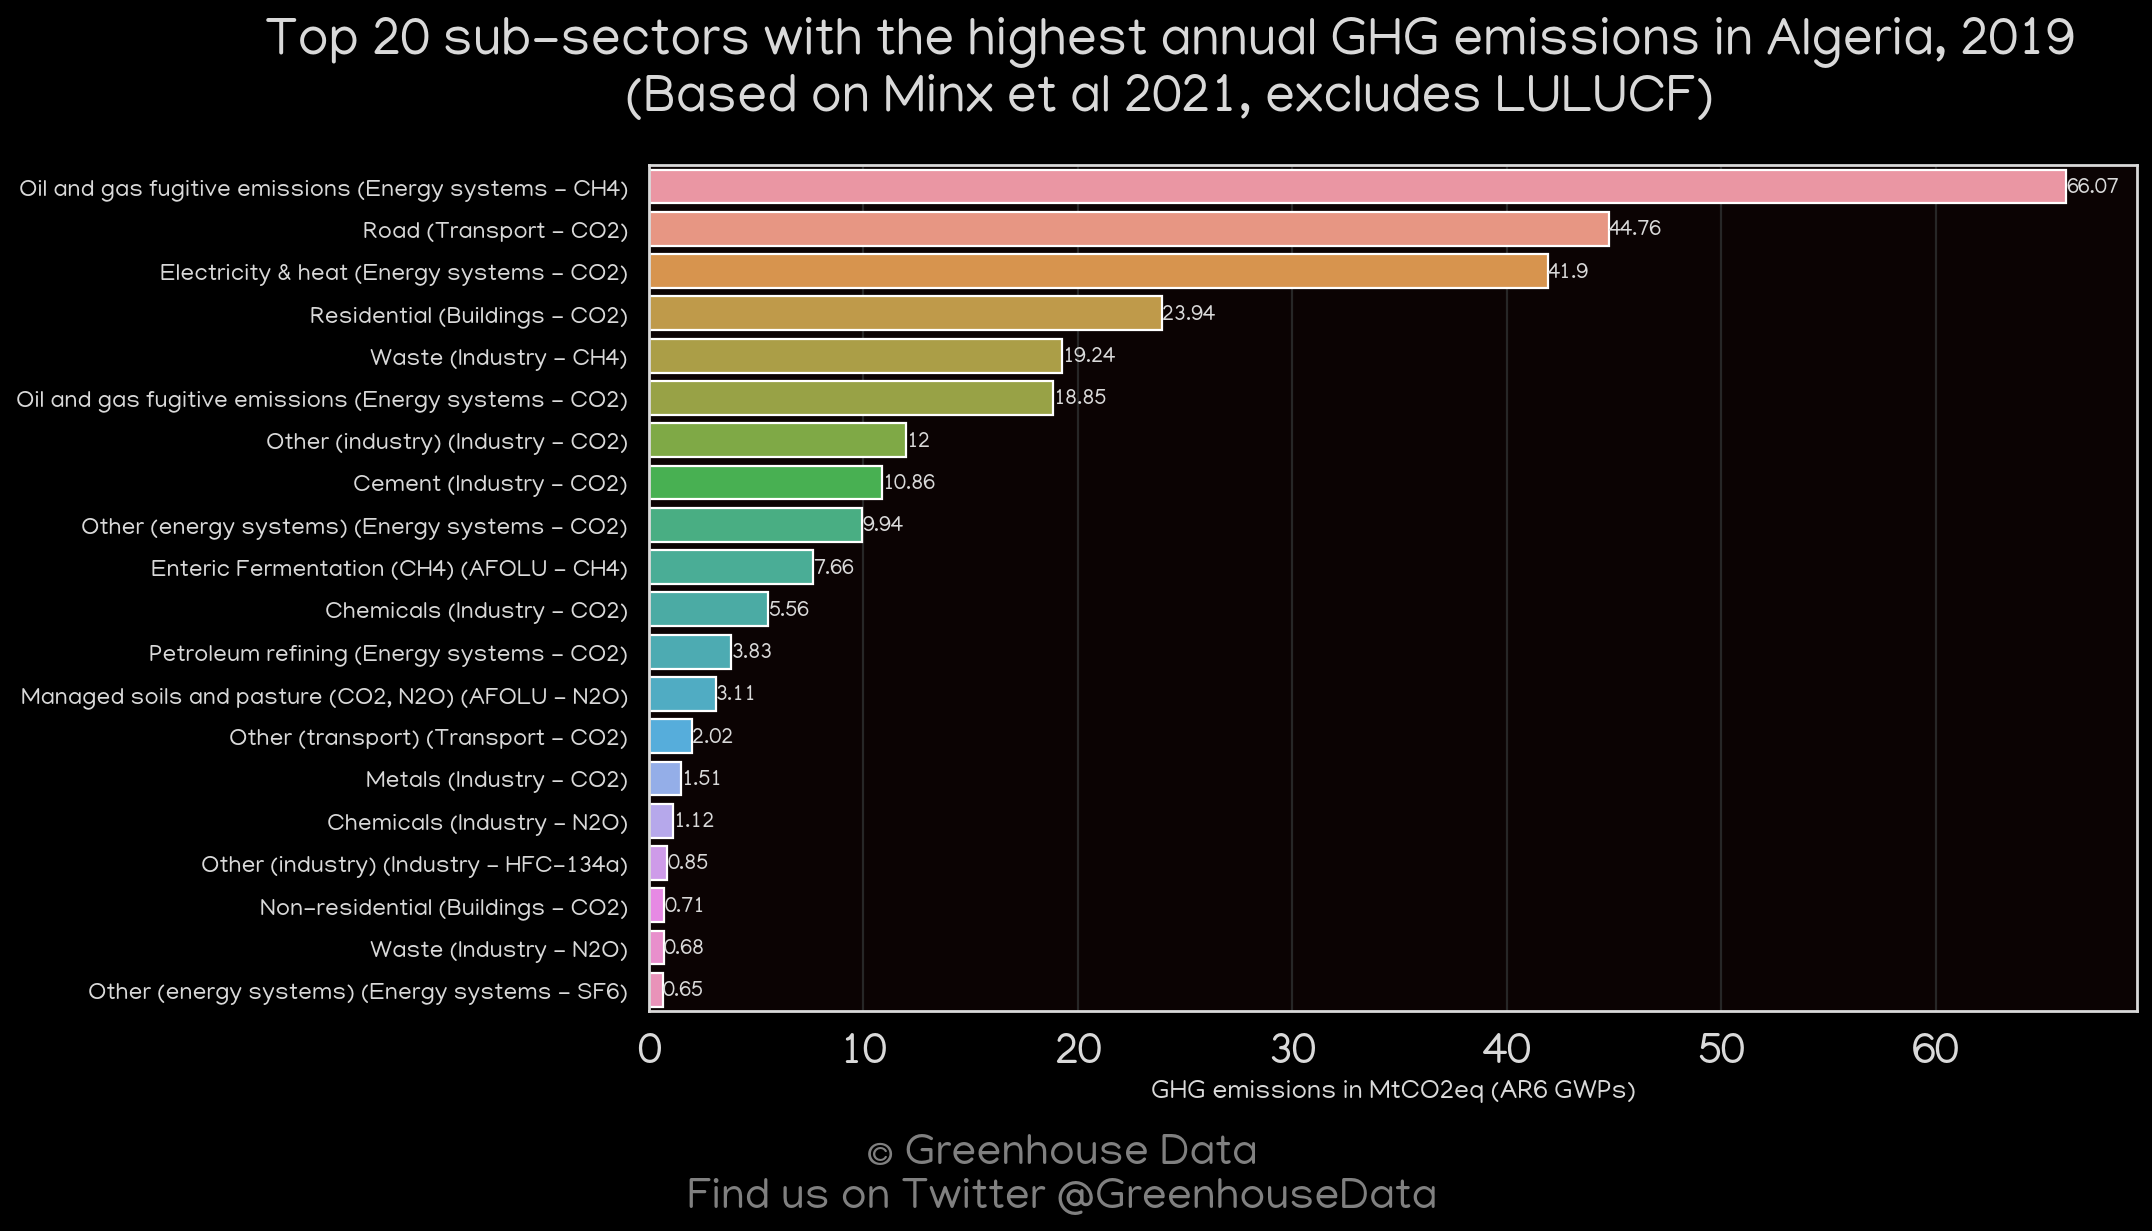 Top 20 sub-sectors with the highest annual GHG emissions in Algeria, 2019
(Based on Minx et al 2021, excludes LULUCF)
Oil and gas fugitive emissions (Energy systems - CH4) 66.07
Road (Transport - CO2) 44.76
Electricity & heat (Energy systems - CO2) 41.9
Residential (Buildings - CO2) 23.94
Waste (Industry - CH4) 19.24
Oil and gas fugitive emissions (Energy systems - CO2) 18.85
Other (industry) (Industry - CO2) 12
Cement (Industry - CO2) 10.86
Other (energy systems) (Energy systems - CO2) 9.94
Enteric Fermentation (CH4) (AFOLU - CH4) 7.66
Chemicals (Industry - CO2) 5.56
Petroleum refining (Energy systems - CO2) 3.83
Managed soils and pasture (CO2, N2O) (AFOLU - N2O) 3.11
Other (transport) (Transport - CO2) 2.02
Metals (Industry - CO2) 1.51
Chemicals (Industry - N2O) 1.12
Other (industry) (Industry - HFC-134a) 0.85
Non-residential (Buildings - CO2) 0.71
Waste (Industry - N2O) 0.68
Other (energy systems) (Energy systems - SF6) 0.65
0 10 20 30 40 50 60
GHG emissions in MtCO2eq (AR6 GWPs)
© Greenhouse Data
Find us on Twitter @GreenhouseData